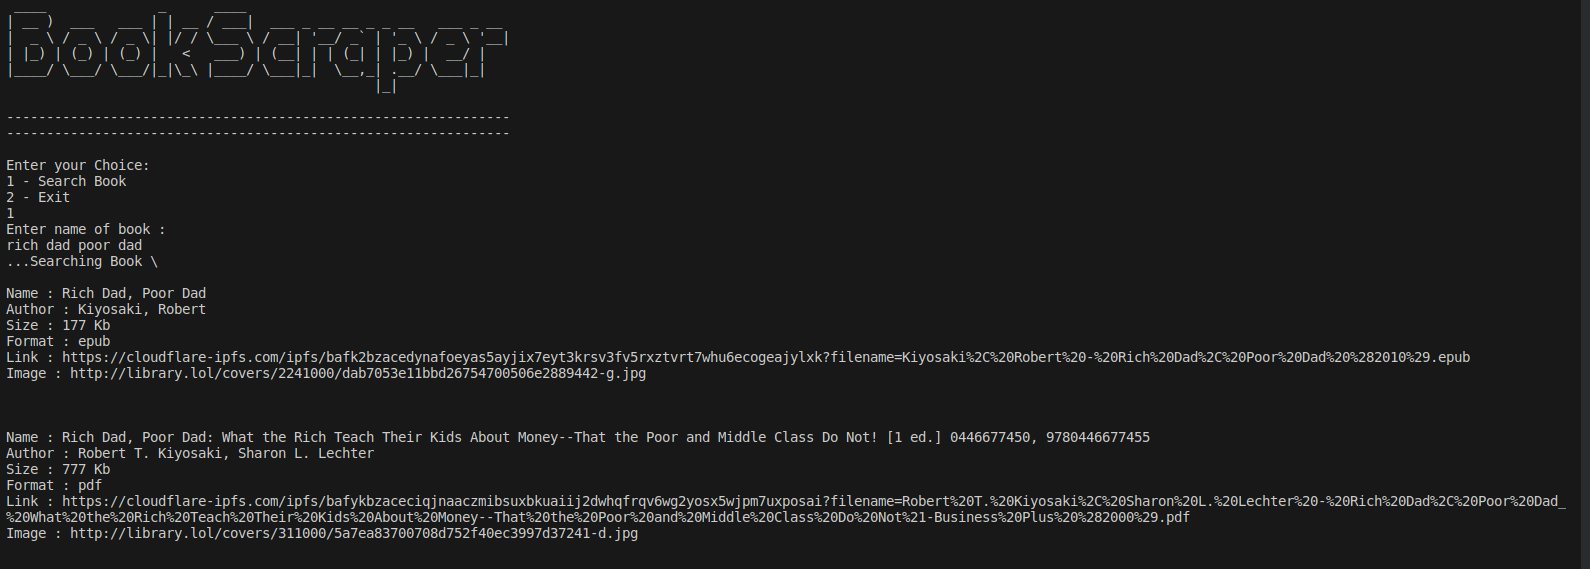 BookScraper
---------------------------------------------------------------
---------------------------------------------------------------
Enter your Choice:
1 - Search Book
2 - Exit
1
Enter name of book :
rich dad poor dad
...Searching Book \
Name : Rich Dad, Poor Dad
Author : Kiyosaki, Robert
Size : 177 Kb
Format : epub
Link : https://cloudflare-ipfs.com/ipfs/bafk2bzacedynafoeyas5ayjix7eyt3krsv3fv5rxztvrt7whu6ecogeajylxk?filename=Kiyosaki%2C%20Robert%20-%20Rich%20Dad%2C%20Poor%20Dad%20%282010%29.epub
Image : http://library.lol/covers/2241000/dab7053e11bbd26754700506e2889442-g.jpg
Name : Rich Dad, Poor Dad: What the Rich Teach Their Kids About Money--That the Poor and Middle Class Do Not! [1 ed.] 0446677450, 9780446677455
Author : Robert T. Kiyosaki, Sharon L. Lechter
Size : 777 Kb
Format : pdf
Link : https://cloudflare-ipfs.com/ipfs/bafykbzaceciqjnaaczmibsuxbkuaiij2dwhqfrqv6wg2yosx5wjpm7uxposai?filename=Robert%20T.%20Kiyosaki%2C%20Sharon%20L.%20Lechter%20-%20Rich%20Dad%2C%20Poor%20Dad_
%20What%20the%20Rich%20Teach%20Their%20Kids%20About%20Money--That%20the%20Poor%20and%20Middle%20Class%20Do%20Not%21-Business%20Plus%20%282000%29.pdf
Image : http://library.lol/covers/311000/5a7ea83700708d752f40ec3997d37241-d.jpg